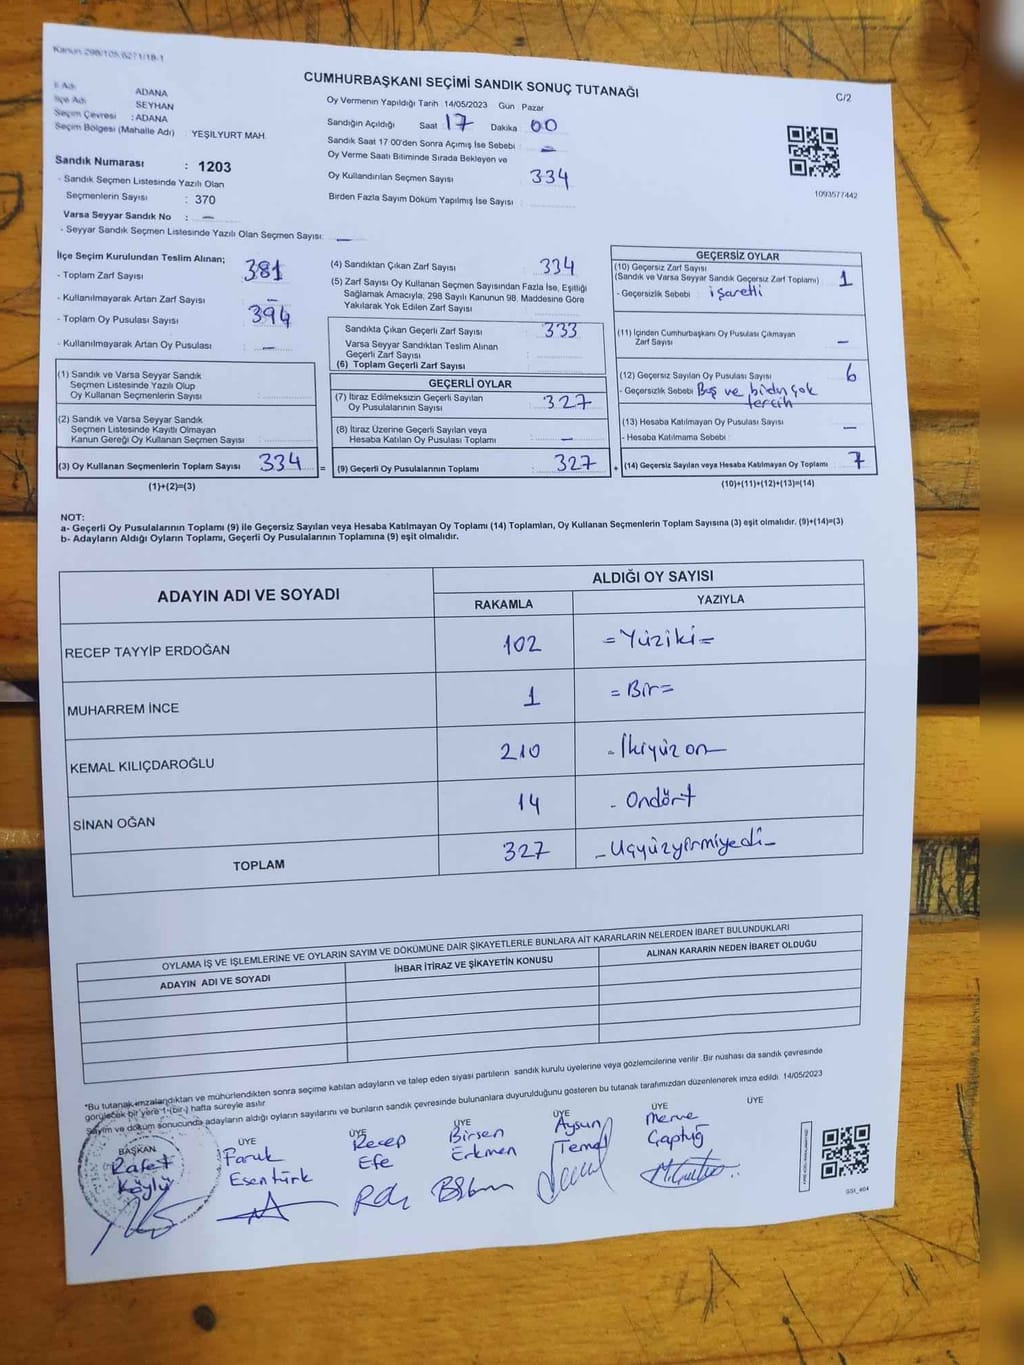 Kanun 298/105,6271/18-1
CUMHURBAŞKANI SEÇİMİ SANDIK SONUÇ TUTANAĞI
C/2
İl Adı ADANA
İlçe Adı SEYHAN
Seçim Çevresi : ADANA
Seçim Bölgesi (Mahalle Adı) : YEŞİLYURT MAH.
Sandık Numarası : 1203
- Sandık Seçmen Listesinde Yazılı Olan
Seçmenlerin Sayısı : 370
Varsa Seyyar Sandık No : —
- Seyyar Sandık Seçmen Listesinde Yazılı Olan Seçmen Sayısı: —
Oy Vermenin Yapıldığı Tarih 14/05/2023 Gün : Pazar
Sandığın Açıldığı Saat 17 Dakika 00
Sandık Saat 17:00'den Sonra Açımış İse Sebebi : —
Oy Verme Saati Bitiminde Sırada Bekleyen ve
Oy Kullandırılan Seçmen Sayısı 334
Birden Fazla Sayım Döküm Yapılmış İse Sayısı :
1093577442
İlçe Seçim Kurulundan Teslim Alınan;
- Toplam Zarf Sayısı 381
- Kullanılmayarak Artan Zarf Sayısı —
- Toplam Oy Pusulası Sayısı 394
- Kullanılmayarak Artan Oy Pusulası : —
(1) Sandık ve Varsa Seyyar Sandık
Seçmen Listesinde Yazılı Olup
Oy Kullanan Seçmenlerin Sayısı :
(2) Sandık ve Varsa Seyyar Sandık
Seçmen Listesinde Kayıtlı Olmayan
Kanun Gereği Oy Kullanan Seçmen Sayısı :
(3) Oy Kullanan Seçmenlerin Toplam Sayısı 334 =
(1)+(2)=(3)
(4) Sandıktan Çıkan Zarf Sayısı 334
(5) Zarf Sayısı Oy Kullanan Seçmen Sayısından Fazla İse, Eşitliği
Sağlamak Amacıyla, 298 Sayılı Kanunun 98. Maddesine Göre
Yakılarak Yok Edilen Zarf Sayısı :
Sandıkta Çıkan Geçerli Zarf Sayısı 333
Varsa Seyyar Sandıktan Teslim Alınan
Geçerli Zarf Sayısı
(6) Toplam Geçerli Zarf Sayısı :
GEÇERLİ OYLAR
(7) İtiraz Edilmeksizin Geçerli Sayılan
Oy Pusulalarının Sayısı : 327
(8) İtiraz Üzerine Geçerli Sayılan veya
Hesaba Katılan Oy Pusulası Toplamı : —
(9) Geçerli Oy Pusulalarının Toplamı : 327 +
GEÇERSİZ OYLAR
(10) Geçersiz Zarf Sayısı
(Sandık ve Varsa Seyyar Sandık Geçersiz Zarf Toplamı) : 1
- Geçersizlik Sebebi : işaretli
(11) İçinden Cumhurbaşkanı Oy Pusulası Çıkmayan
Zarf Sayısı : —
(12) Geçersiz Sayılan Oy Pusulası Sayısı : 6
- Geçersizlik Sebebi Boş ve birden çok
tercih
(13) Hesaba Katılmayan Oy Pusulası Sayısı : —
- Hesaba Katılmama Sebebi :
(14) Geçersiz Sayılan veya Hesaba Katılmayan Oy Toplamı : 7
(10)+(11)+(12)+(13)=(14)
NOT:
a- Geçerli Oy Pusulalarının Toplamı (9) ile Geçersiz Sayılan veya Hesaba Katılmayan Oy Toplamı (14) Toplamları, Oy Kullanan Seçmenlerin Toplam Sayısına (3) eşit olmalıdır. (9)+(14)=(3)
b- Adayların Aldığı Oyların Toplamı, Geçerli Oy Pusulalarının Toplamına (9) eşit olmalıdır.
ADAYIN ADI VE SOYADI ALDIĞI OY SAYISI
RAKAMLA YAZIYLA
RECEP TAYYİP ERDOĞAN 102 =Yüziki=
MUHARREM İNCE 1 =Bir=
KEMAL KILIÇDAROĞLU 210 - İkiyüzon—
SİNAN OĞAN 14 - Ondört
TOPLAM 327 -Uçyüzyirmiyedi-
OYLAMA İŞ VE İŞLEMLERİNE VE OYLARIN SAYIM VE DÖKÜMÜNE DAİR ŞİKAYETLERLE BUNLARA AİT KARARLARIN NELERDEN İBARET BULUNDUKLARI
ADAYIN ADI VE SOYADI İHBAR İTİRAZ VE ŞİKAYETİN KONUSU ALINAN KARARIN NEDEN İBARET OLDUĞU
*Bu tutanak imzalandıktan ve mühürlendikten sonra seçime katılan adayların ve talep eden siyasi partilerin sandık kurulu üyelerine veya gözlemcilerine verilir. Bir nüshası da sandık çevresinde
görülecek bir yere 1 (bir) hafta süreyle asılır.
Sayım ve döküm sonucunda adayların aldığı oyların sayılarını ve bunların sandık çevresinde bulunanlara duyurulduğunu gösteren bu tutanak tarafımızdan düzenlenerek imza edildi. 14/05/2023
BAŞKAN ÜYE ÜYE ÜYE ÜYE ÜYE
Rafet Köylü
Faruk Esentürk
Recep Efe
Birsen Erkmen
Aysun Temel
Merve Gaptuğ
GSI_404